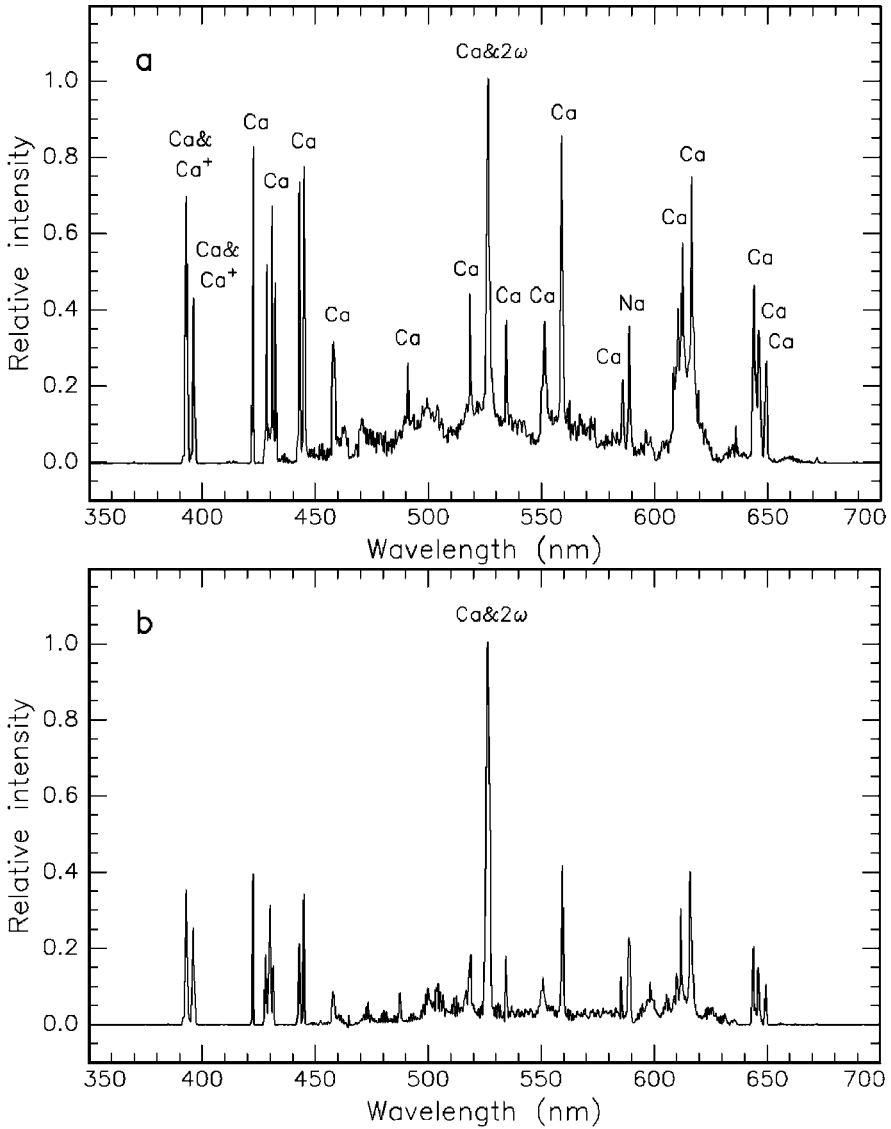 a
Ca&2ω
Ca&
Ca⁺
Ca&
Ca⁺
Ca
Ca
Ca
Ca
Ca
Ca
Ca
Ca
Ca
Ca
Na
Ca
Ca
Ca
Ca
Ca
Relative intensity
1.0
0.8
0.6
0.4
0.2
0.0
350 400 450 500 550 600 650 700
Wavelength (nm)
b
Ca&2ω
Relative intensity
1.0
0.8
0.6
0.4
0.2
0.0
350 400 450 500 550 600 650 700
Wavelength (nm)